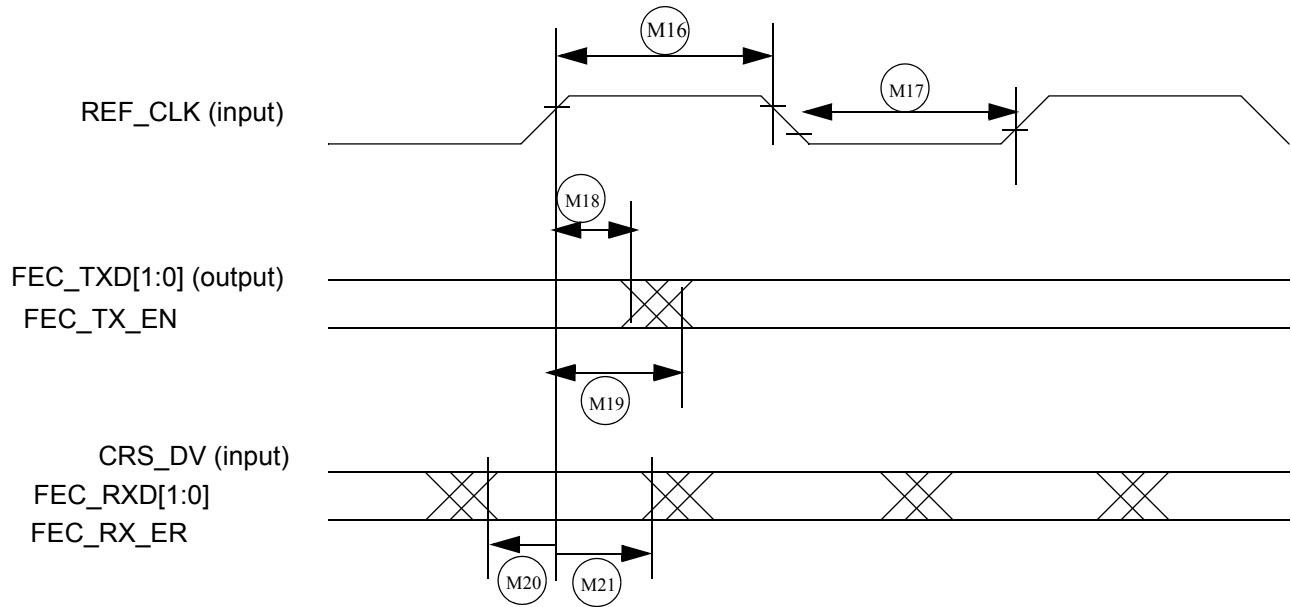 M16
M17
REF_CLK (input)
M18
FEC_TXD[1:0] (output)
FEC_TX_EN
M19
CRS_DV (input)
FEC_RXD[1:0]
FEC_RX_ER
M20
M21